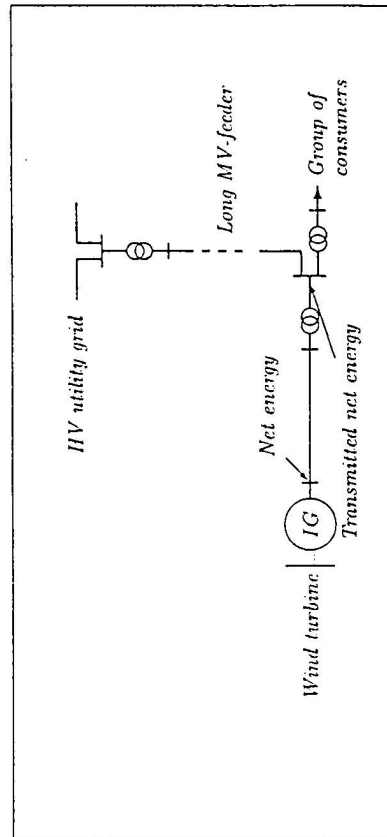 HV utility grid
Long MV-feeder
Net energy
Group of
consumers
IG
Wind turbine
Transmitted net energy